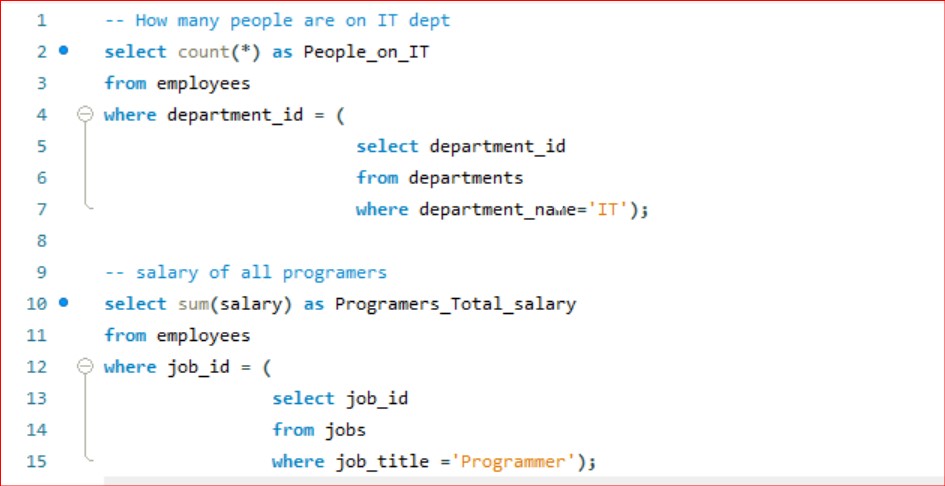 1 -- How many people are on IT dept
2 select count(*) as People_on_IT
3 from employees
4 where department_id = (
5 select department_id
6 from departments
7 where department_name='IT');
8
9 -- salary of all programers
10 select sum(salary) as Programers_Total_salary
11 from employees
12 where job_id = (
13 select job_id
14 from jobs
15 where job_title ='Programmer');